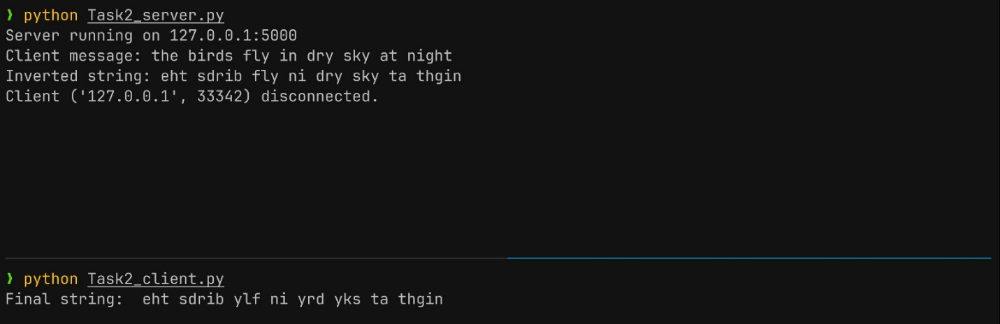 ❱ python Task2_server.py
Server running on 127.0.0.1:5000
Client message: the birds fly in dry sky at night
Inverted string: eht sdrib fly ni dry sky ta thgin
Client ('127.0.0.1', 33342) disconnected.
❱ python Task2_client.py
Final string:  eht sdrib ylf ni yrd yks ta thgin